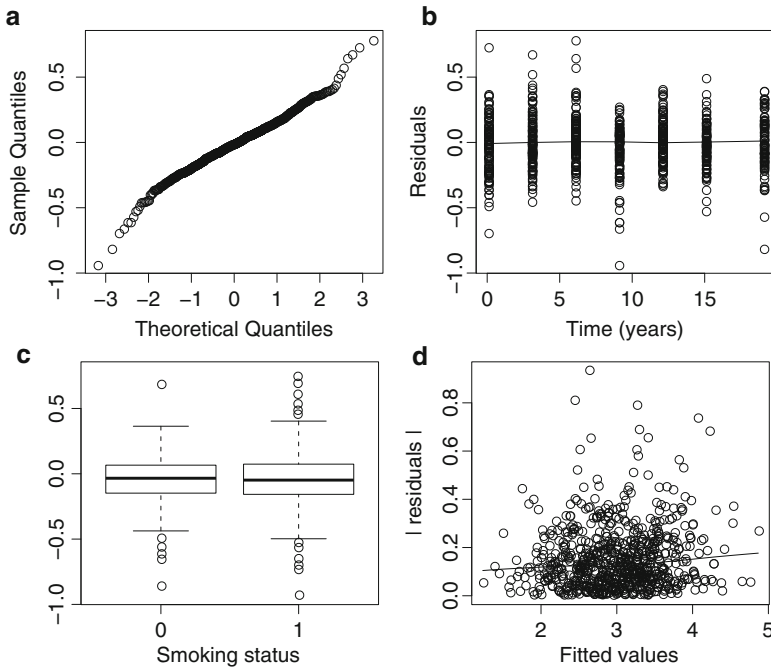 a
Sample Quantiles
0.5
0.0
−0.5
−1.0
−3 −2 −1 0 1 2 3
Theoretical Quantiles
b
Residuals
0.5
0.0
−0.5
−1.0
0 5 10 15
Time (years)
c
0.5
0.0
−0.5
−1.0
0 1
Smoking status
d
| residuals |
0.8
0.6
0.4
0.2
0.0
2 3 4 5
Fitted values